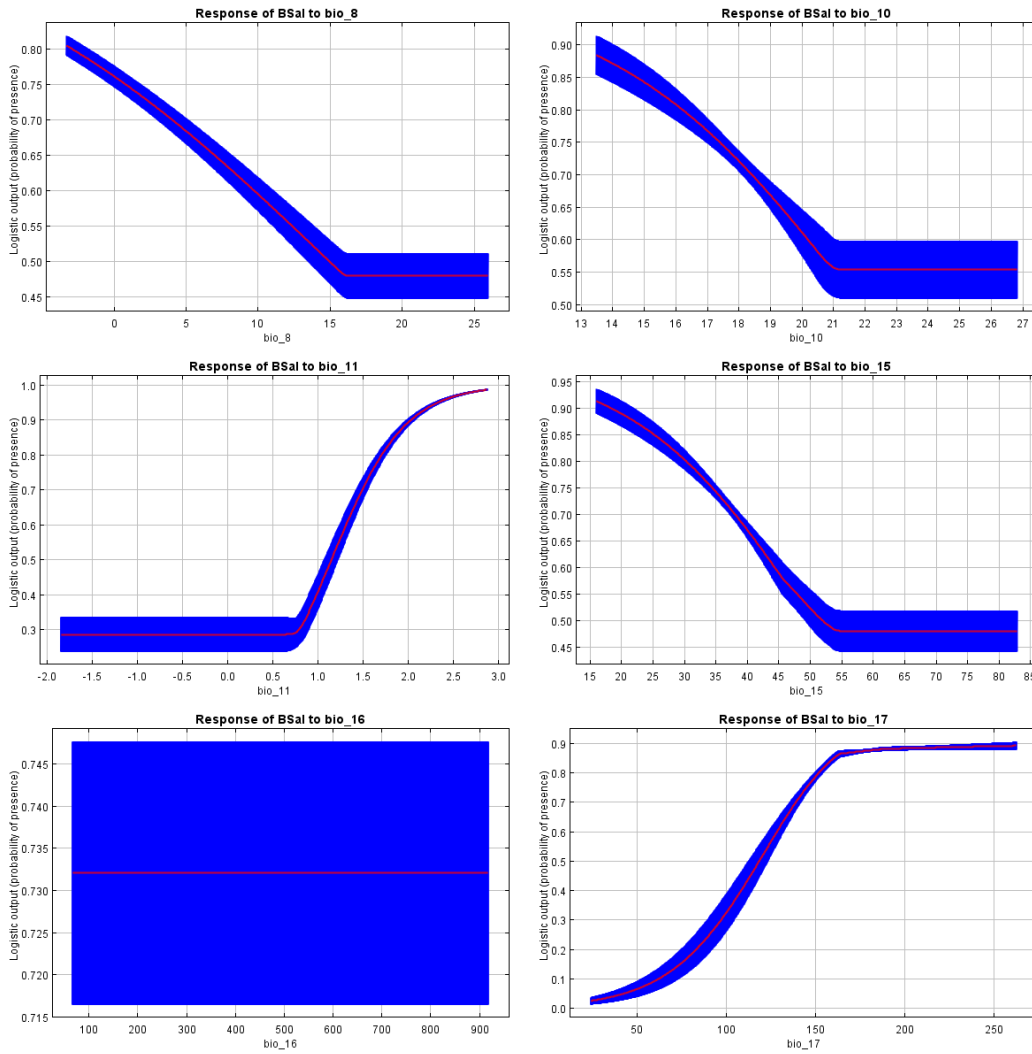 Response of BSal to bio_8
Logistic output (probability of presence)
0.80
0.75
0.70
0.65
0.60
0.55
0.50
0.45
0 5 10 15 20 25
bio_8
Response of BSal to bio_10
Logistic output (probability of presence)
0.90
0.85
0.80
0.75
0.70
0.65
0.60
0.55
0.50
13 14 15 16 17 18 19 20 21 22 23 24 25 26 27
bio_10
Response of BSal to bio_11
Logistic output (probability of presence)
1.0
0.9
0.8
0.7
0.6
0.5
0.4
0.3
-2.0 -1.5 -1.0 -0.5 0.0 0.5 1.0 1.5 2.0 2.5 3.0
bio_11
Response of BSal to bio_15
Logistic output (probability of presence)
0.95
0.90
0.85
0.80
0.75
0.70
0.65
0.60
0.55
0.50
0.45
15 20 25 30 35 40 45 50 55 60 65 70 75 80 85
bio_15
Response of BSal to bio_16
Logistic output (probability of presence)
0.745
0.740
0.735
0.730
0.725
0.720
0.715
100 200 300 400 500 600 700 800 900
bio_16
Response of BSal to bio_17
Logistic output (probability of presence)
0.9
0.8
0.7
0.6
0.5
0.4
0.3
0.2
0.1
0.0
50 100 150 200 250
bio_17